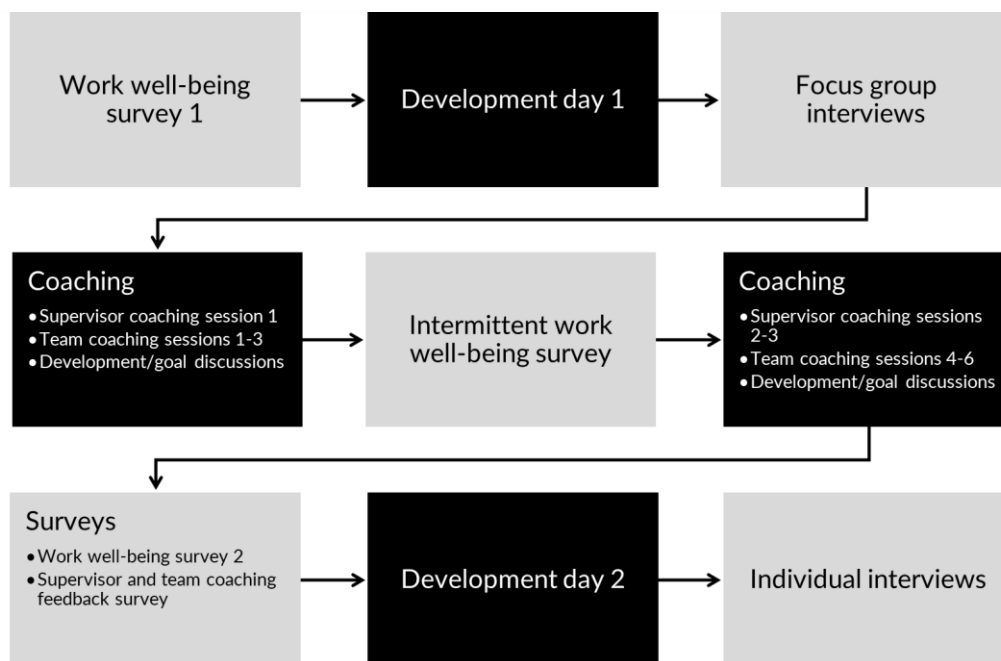 Work well-being
survey 1
Development day 1
Focus group
interviews
Coaching
•Supervisor coaching session 1
•Team coaching sessions 1-3
•Development/goal discussions
Intermittent work
well-being survey
Coaching
•Supervisor coaching sessions
2-3
•Team coaching sessions 4-6
•Development/goal discussions
Surveys
•Work well-being survey 2
•Supervisor and team coaching
feedback survey
Development day 2
Individual interviews